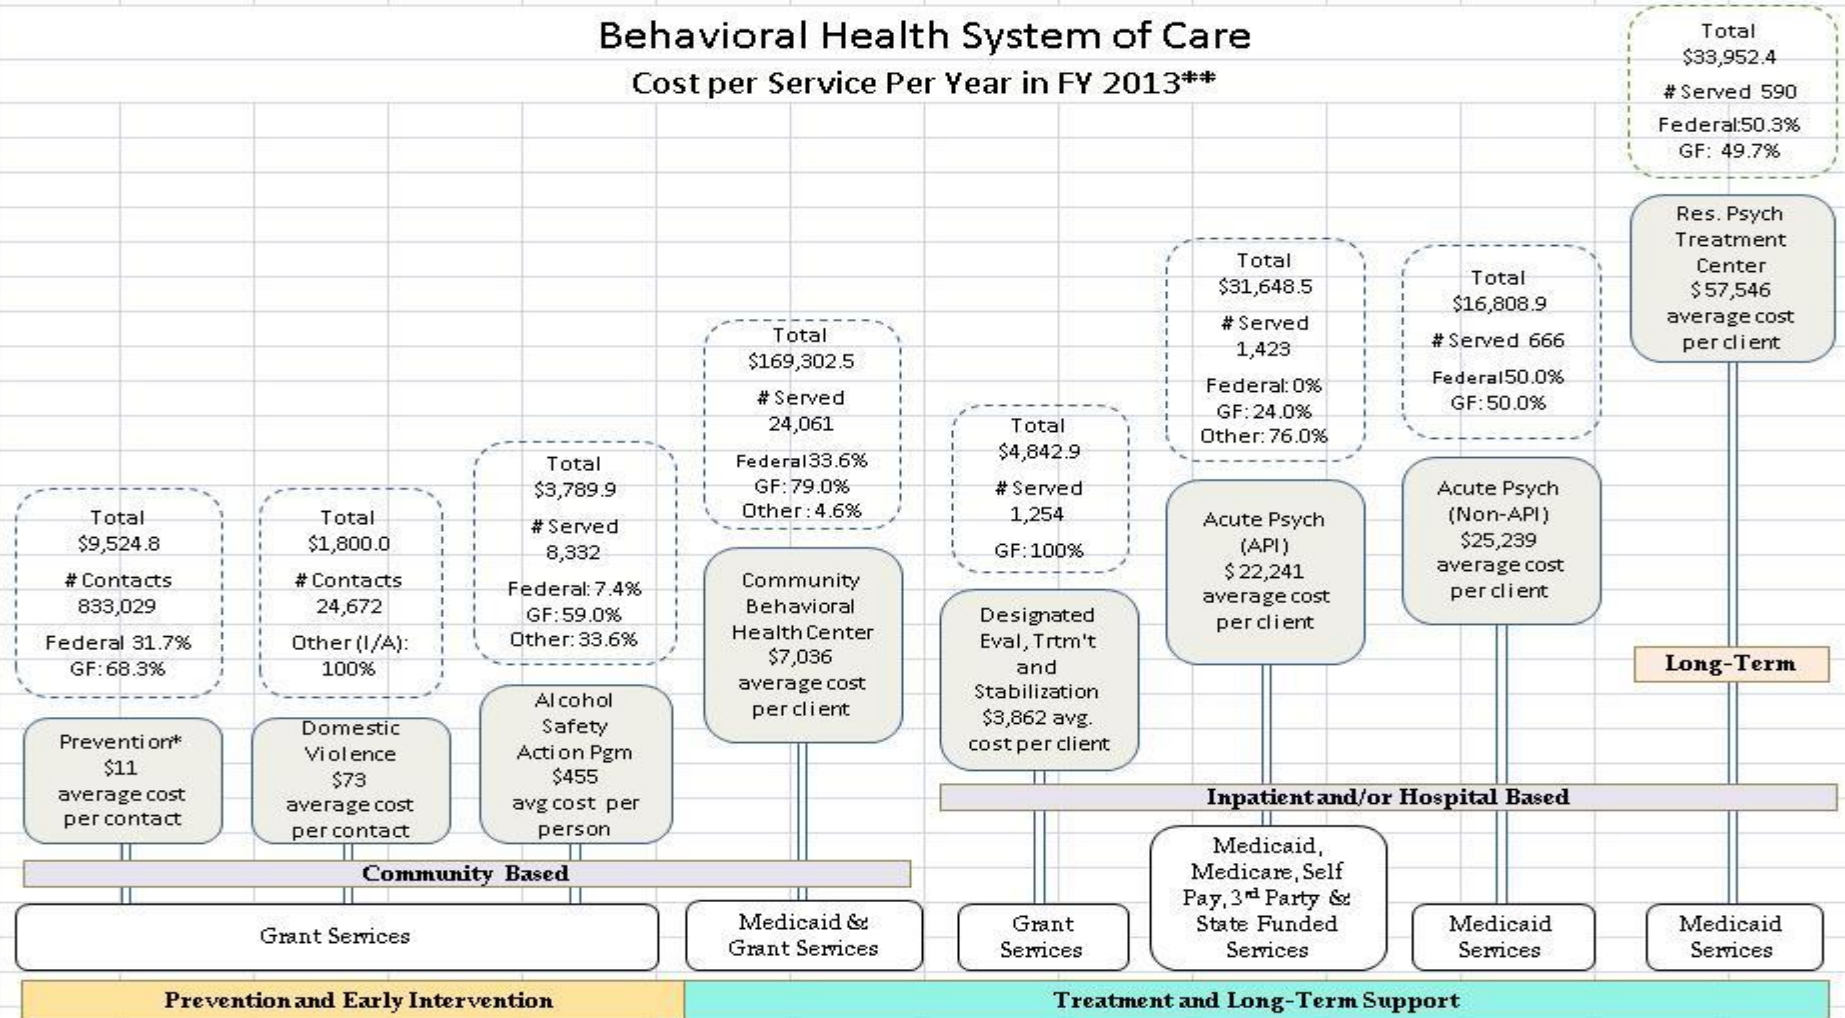 Behavioral Health System of Care
Cost per Service Per Year in FY 2013**
Total
$9,524.8
# Contacts
833,029
Federal 31.7%
GF: 68.3%
Prevention*
$11
average cost
per contact
Total
$1,800.0
# Contacts
24,672
Other (I/A):
100%
Domestic
Violence
$73
average cost
per contact
Total
$3,789.9
# Served
8,332
Federal: 7.4%
GF: 59.0%
Other: 33.6%
Alcohol
Safety
Action Pgm
$455
avg cost per
person
Total
$169,302.5
# Served
24,061
Federal33.6%
GF: 79.0%
Other : 4.6%
Community
Behavioral
Health Center
$7,036
average cost
per client
Total
$4,842.9
# Served
1,254
GF: 100%
Designated
Eval, Trtm't
and
Stabilization
$3,862 avg.
cost per client
Total
$31,648.5
# Served
1,423
Federal: 0%
GF: 24.0%
Other: 76.0%
Acute Psych
(API)
$22,241
average cost
per client
Total
$16,808.9
# Served 666
Federal50.0%
GF: 50.0%
Acute Psych
(Non-API)
$25,239
average cost
per client
Total
$33,952.4
# Served 590
Federal:50.3%
GF: 49.7%
Res. Psych
Treatment
Center
$57,546
average cost
per client
Long-Term
Inpatient and/or Hospital Based
Community Based
Grant Services
Medicaid &
Grant Services
Grant
Services
Medicaid,
Medicare, Self
Pay, 3rd Party &
State Funded
Services
Medicaid
Services
Medicaid
Services
Prevention and Early Intervention
Treatment and Long-Term Support